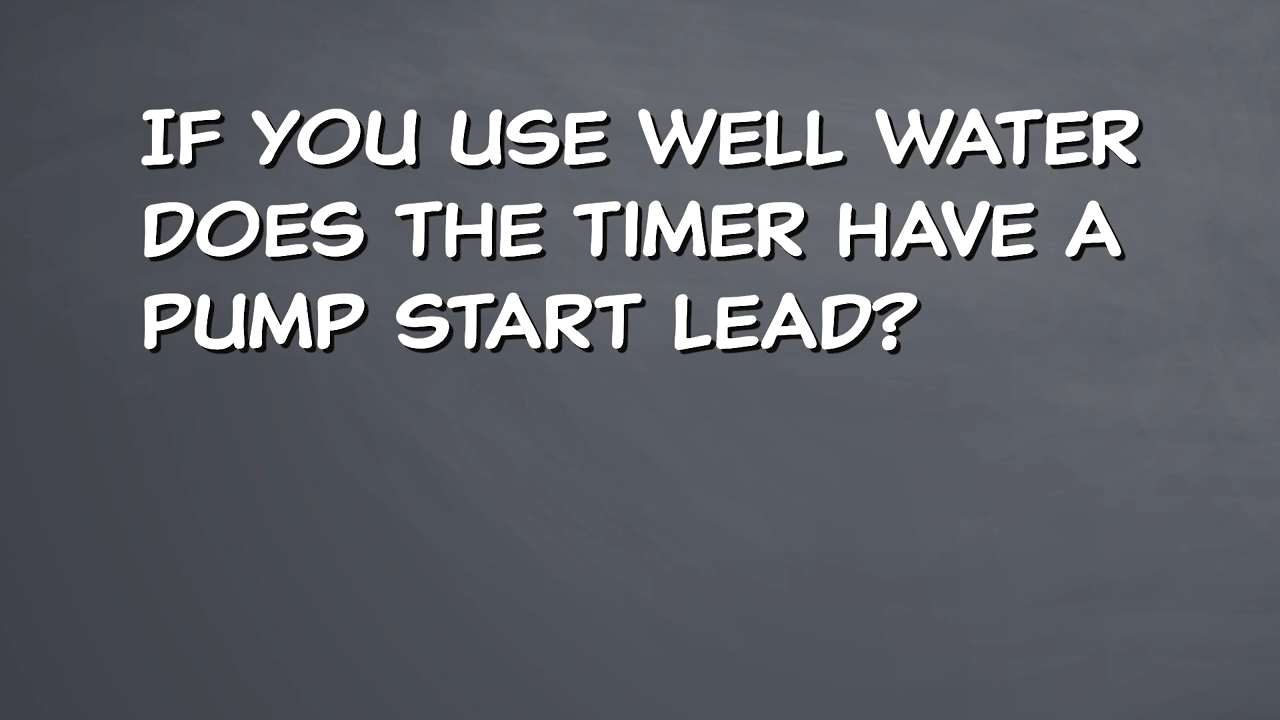 IF YOU USE WELL WATER
DOES THE TIMER HAVE A
PUMP START LEAD?